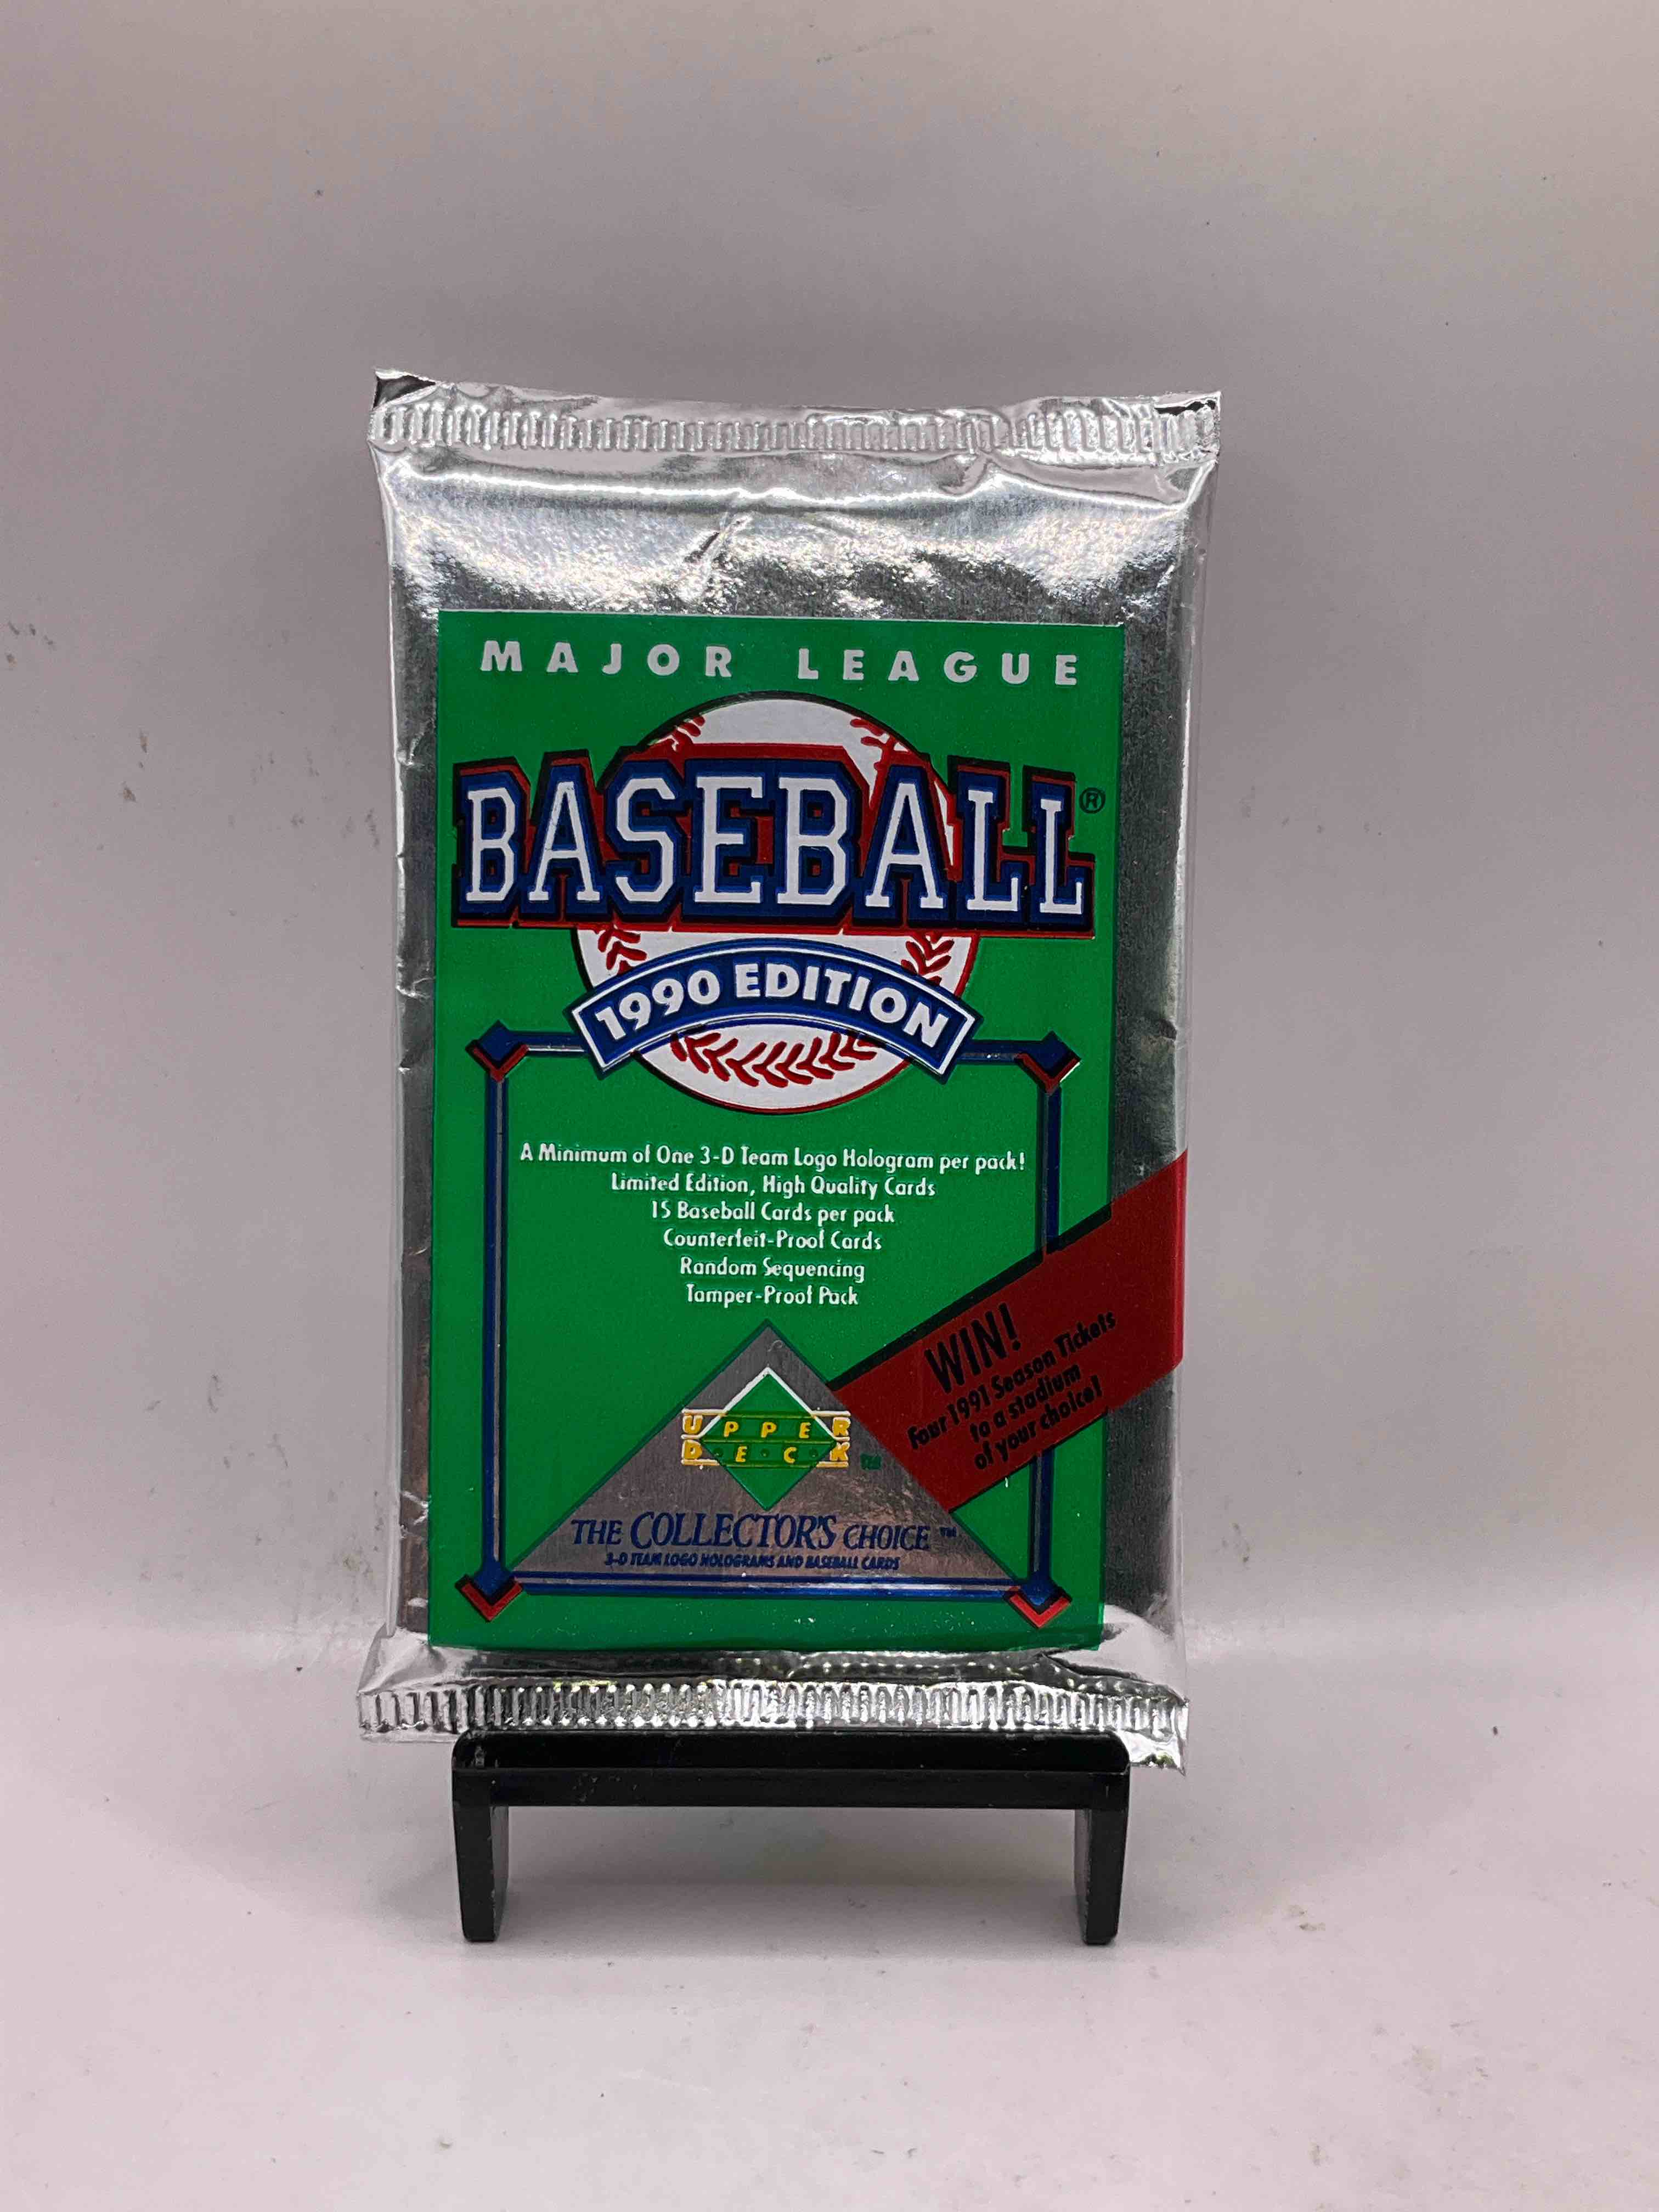 MAJOR LEAGUE
BASEBALL®
1990 EDITION
A Minimum of One 3-D Team Logo Hologram per pack!
Limited Edition, High Quality Cards
15 Baseball Cards per pack
Counterfeit-Proof Cards
Random Sequencing
Tamper-Proof Pack
WIN!
Four 1991 Season Tickets
to a stadium
of your choice!
UPPER
DECK
THE COLLECTOR'S CHOICE™
3-D TEAM LOGO HOLOGRAMS AND BASEBALL CARDS